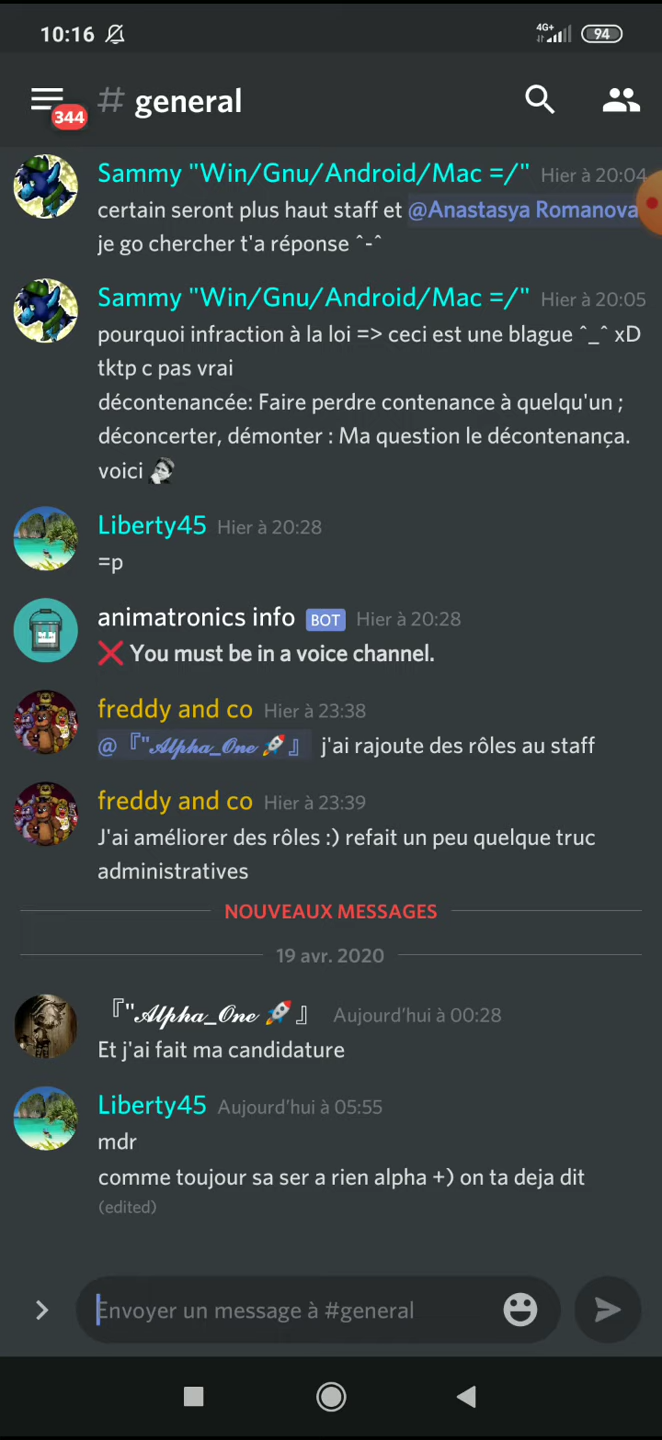 10:16
4G+
94
344
# general
Sammy "Win/Gnu/Android/Mac =/" Hier à 20:04
certain seront plus haut staff et @Anastasya Romanova
je go chercher t'a réponse ^-^
Sammy "Win/Gnu/Android/Mac =/" Hier à 20:05
pourquoi infraction à la loi => ceci est une blague ^_^ xD
tktp c pas vrai
décontenancée: Faire perdre contenance à quelqu'un ;
déconcerter, démonter : Ma question le décontenança.
voici
Liberty45 Hier à 20:28
=p
animatronics info BOT Hier à 20:28
❌ You must be in a voice channel.
freddy and co Hier à 23:38
@『"𝓐𝓵𝓹𝓱𝓪_𝓞𝓷𝓮 🚀』 j'ai rajoute des rôles au staff
freddy and co Hier à 23:39
J'ai améliorer des rôles :) refait un peu quelque truc
administratives
NOUVEAUX MESSAGES
19 avr. 2020
『"𝓐𝓵𝓹𝓱𝓪_𝓞𝓷𝓮 🚀』 Aujourd'hui à 00:28
Et j'ai fait ma candidature
Liberty45 Aujourd'hui à 05:55
mdr
comme toujour sa ser a rien alpha +) on ta deja dit
(edited)
Envoyer un message à #general